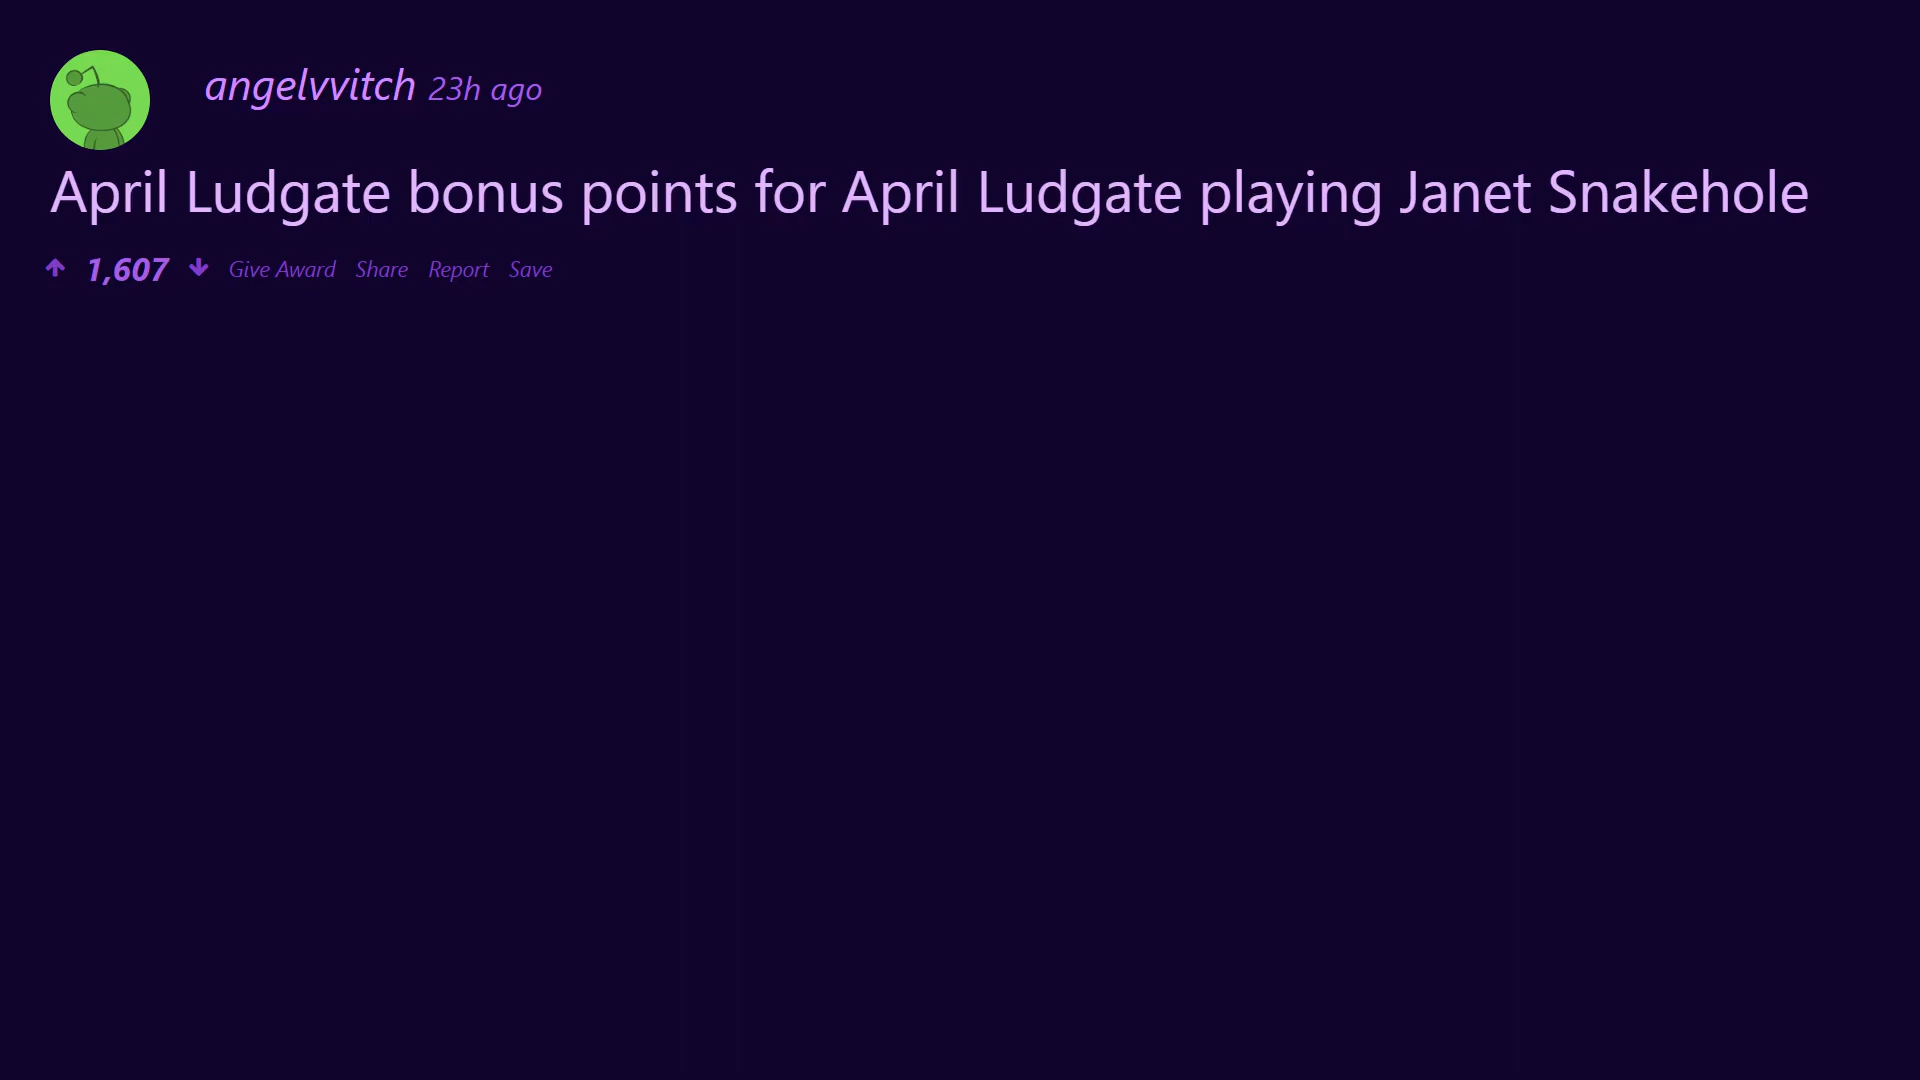 angelvvitch 23h ago
April Ludgate bonus points for April Ludgate playing Janet Snakehole
1,607 Give Award Share Report Save